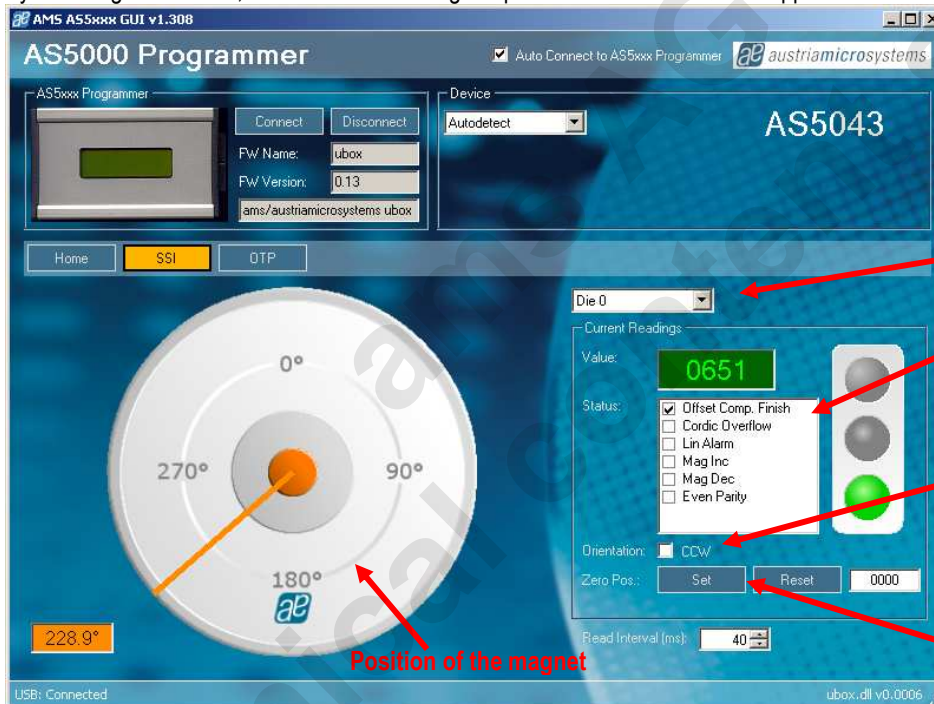 AMS AS5xxx GUI v1.308
AS5000 Programmer
Auto Connect to AS5xxx Programmer
austriamicrosystems
AS5xxx Programmer
Connect
Disconnect
FW Name:
ubox
FW Version:
0.13
ams/austriamicrosystems ubox
Device
Autodetect
AS5043
Home
SSI
OTP
0°
90°
180°
270°
228.9°
Position of the magnet
Die 0
Current Readings
Value:
0651
Status:
Offset Comp. Finish
Cordic Overflow
Lin Alarm
Mag Inc
Mag Dec
Even Parity
Orientation:
CCW
Zero Pos.:
Set
Reset
0000
Read Interval (ms):
40
USB: Connected
ubox.dll v0.0006